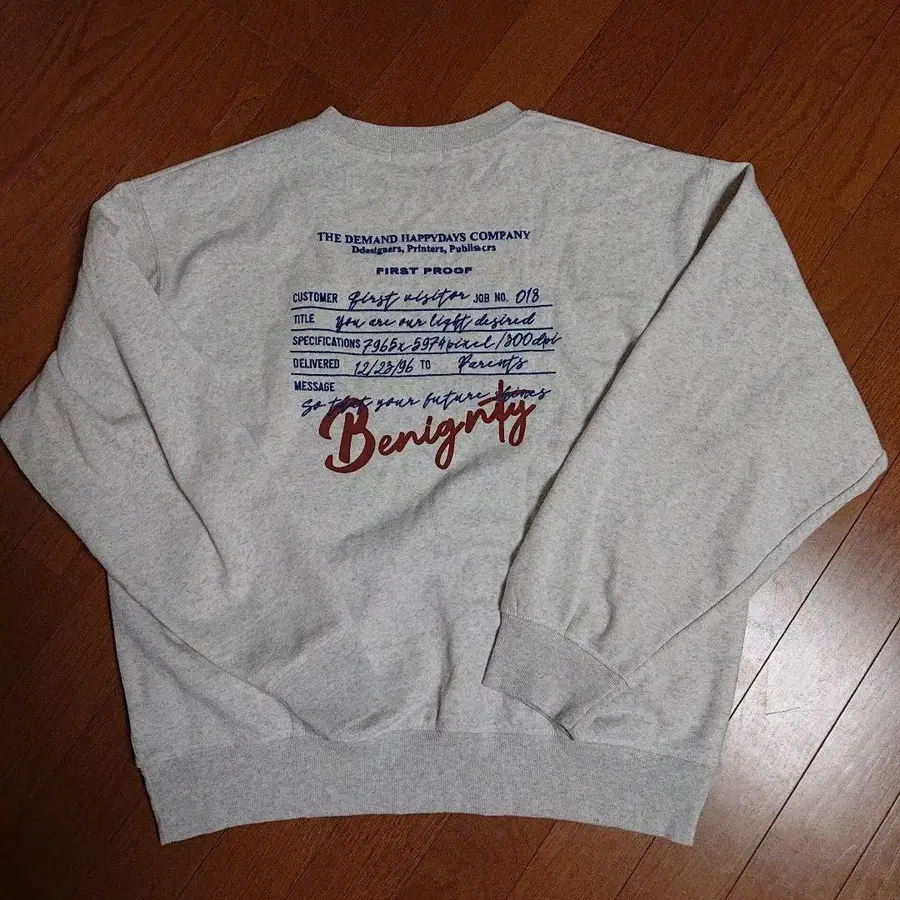 THE DEMAND HAPPYDAYS COMPANY
Ddesigners, Printers, Publishers
FIRST PROOF
CUSTOMER first visitor JOB NO. 018
TITLE You are our light desired
SPECIFICATIONS 7965x5974pixel/300dpi
DELIVERED 12/23/96 TO Parents
MESSAGE
So that your future shines
Benignty